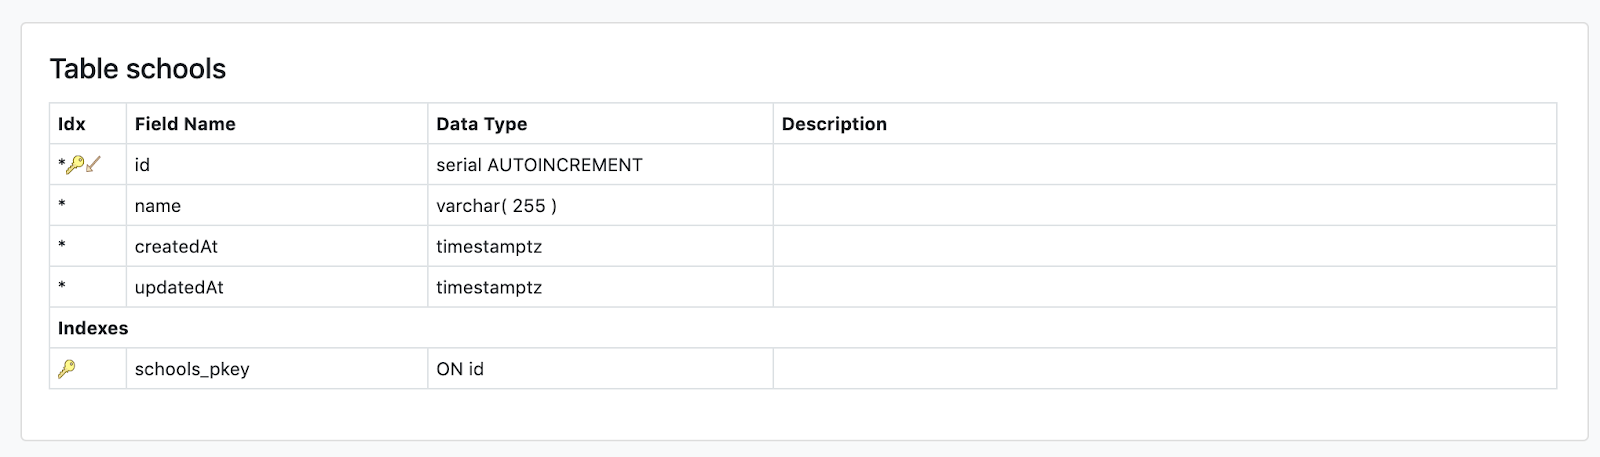 Table schools
Idx Field Name Data Type Description
* id serial AUTOINCREMENT
* name varchar( 255 )
* createdAt timestamptz
* updatedAt timestamptz
Indexes
schools_pkey ON id